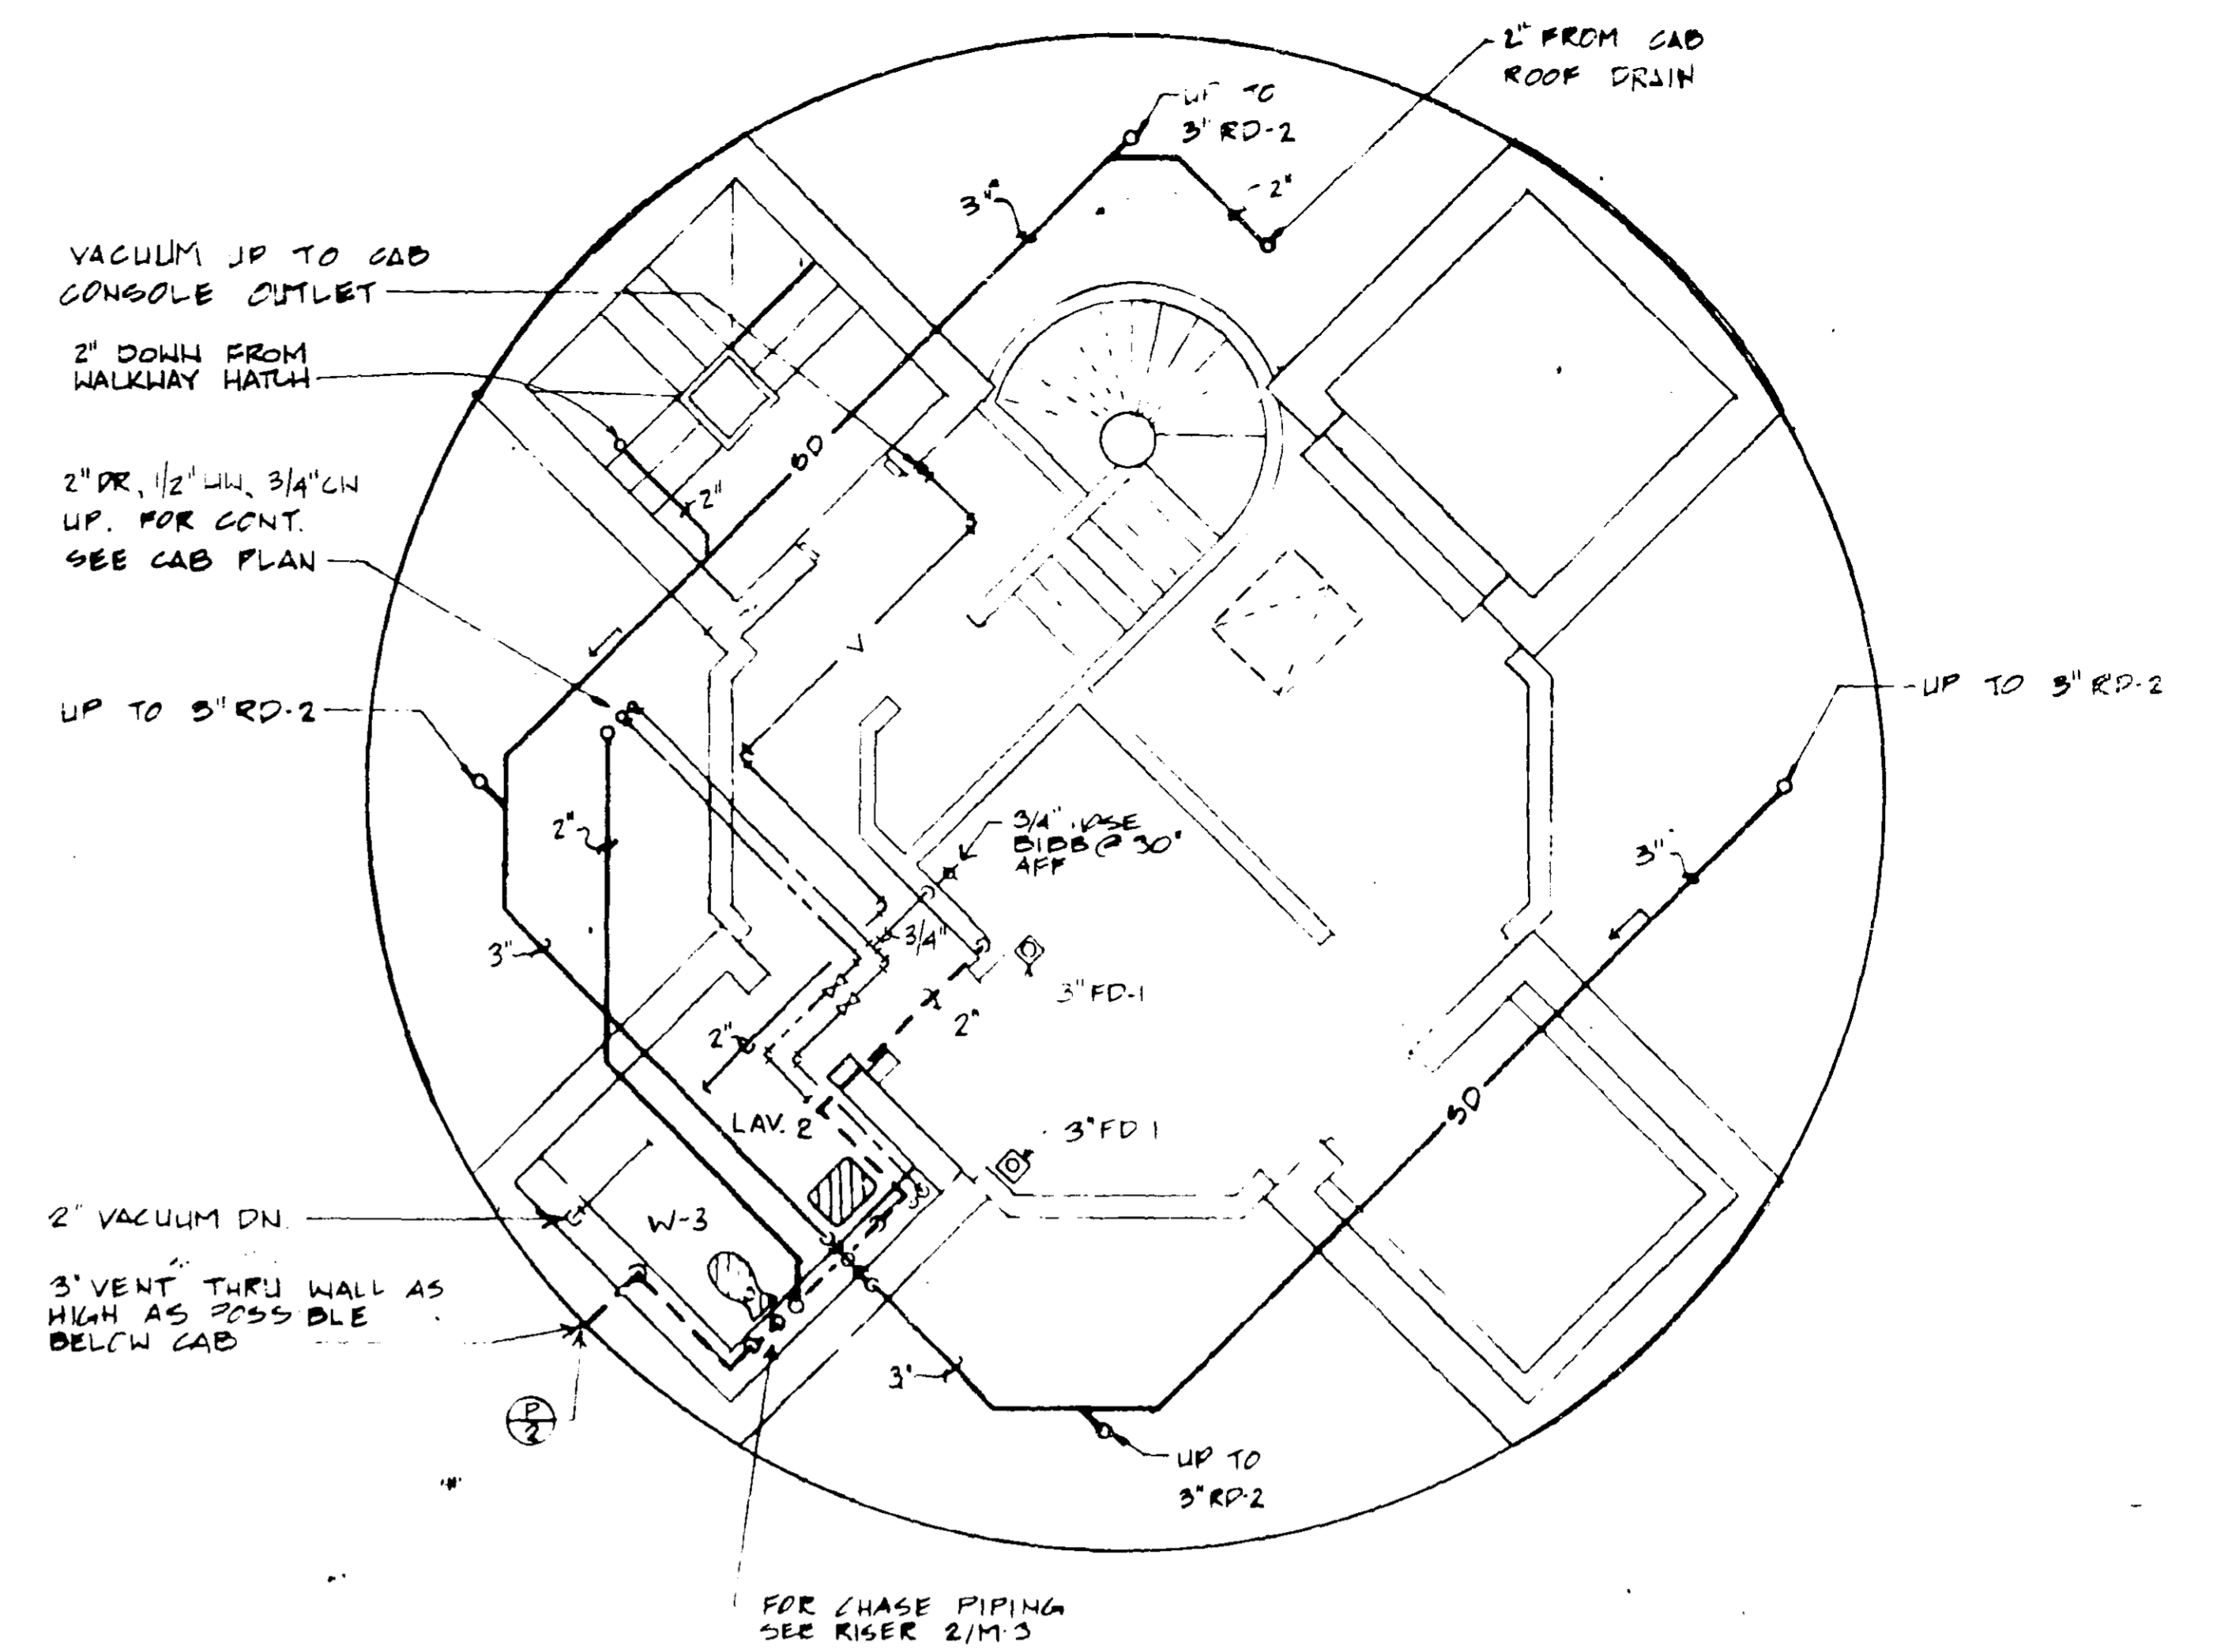 2" FROM CAB
ROOF DRAIN
UP TO
3" RD-2
3"
2"
VACUUM UP TO CAB
CONSOLE OUTLET
2" DOWN FROM
WALKWAY HATCH
SD
2"
2" DR, 1/2" HW, 3/4" CW
UP. FOR CONT.
SEE CAB PLAN
V
UP TO 3" RD-2
UP TO 3" RD-2
2"
3/4"
BIBB @ 30"
AFF
3"
3"
3/4"
3" FD-1
2"
2"
SD
LAV. 2
3" FD 1
2" VACUUM DN.
W-3
3" VENT THRU WALL AS
HIGH AS POSSIBLE
BELOW CAB
3"
P
2
UP TO
3" RD-2
FOR CHASE PIPING
SEE RISER 2/M-3